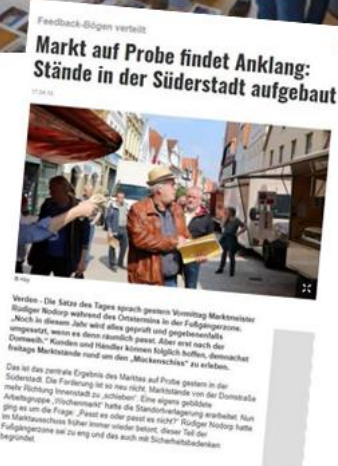 Feedback-Bögen verteilt
Markt auf Probe findet Anklang:
Stände in der Süderstadt aufgebaut
Verden - Die Sätze des Tages sprach gestern Vormittag Marktmeister
Rüdiger Nodorp während des Ortstermins in der Fußgängerzone.
„Noch in diesem Jahr wird alles geprüft und gegebenenfalls
umgesetzt, wenn es denn räumlich passt. Aber erst nach der
Domweih." Kunden und Händler können folglich hoffen, demnächst
freitags Marktstände rund um den „Mückenschiss" zu erleben.
Das ist das zentrale Ergebnis des Marktes auf Probe gestern in der
Süderstadt. Die Forderung ist so neu nicht, Marktstände von der Domstraße
mehr Richtung Innenstadt zu „schieben". Eine eigens gebildete
Arbeitsgruppe „Wochenmarkt" hatte die Standortverlagerung erarbeitet. Nun
ging es um die Frage: „Passt es oder passt es nicht?" Rüdiger Nodorp hatte
im Marktausschuss früher immer wieder betont, dieser Teil der
Fußgängerzone sei zu eng und das auch mit Sicherheitsbedenken
begründet.